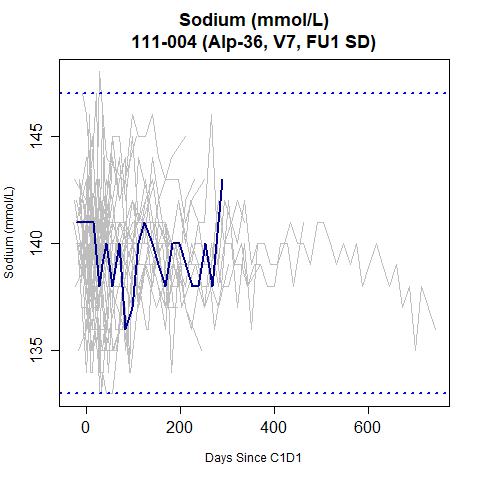 Sodium (mmol/L)
111-004 (Alp-36, V7, FU1 SD)
Sodium (mmol/L)
145
140
135
0 200 400 600
Days Since C1D1